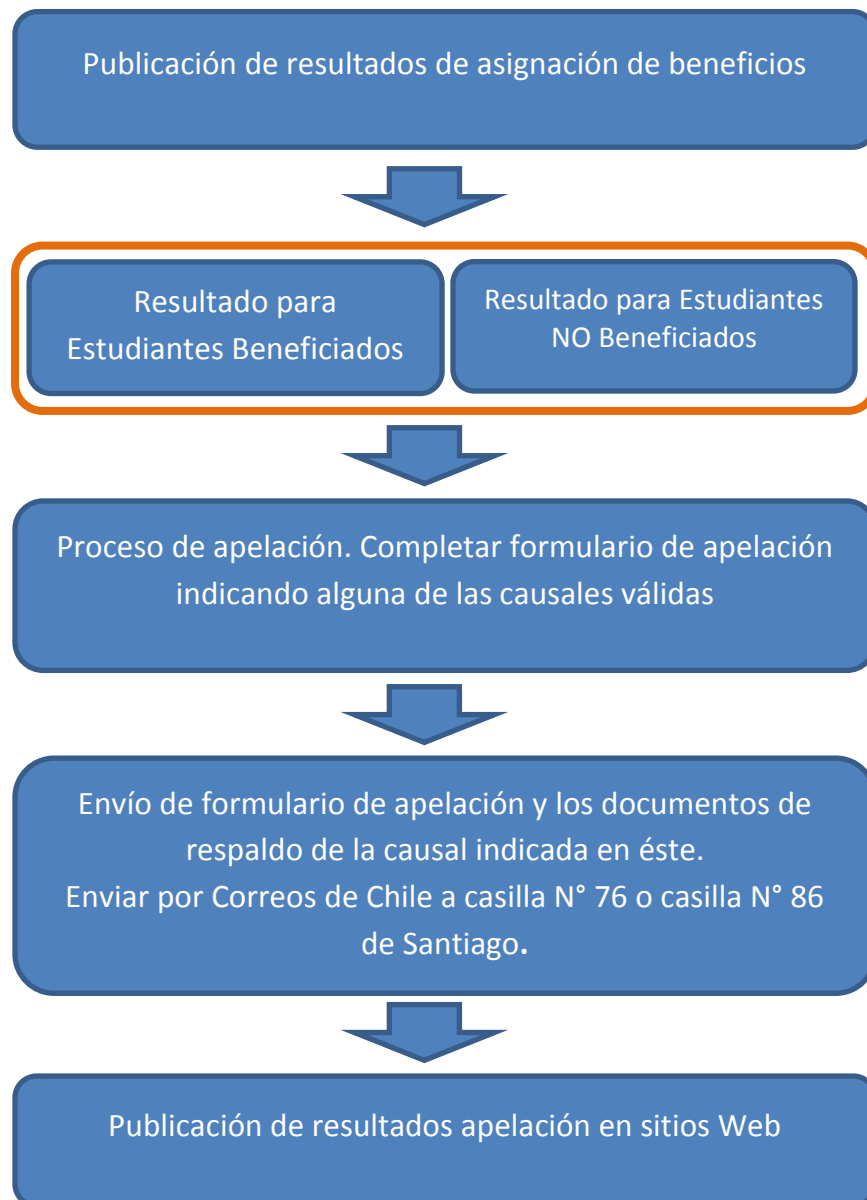 Publicación de resultados de asignación de beneficios
Resultado para
Estudiantes Beneficiados
Resultado para Estudiantes
NO Beneficiados
Proceso de apelación. Completar formulario de apelación
indicando alguna de las causales válidas
Envío de formulario de apelación y los documentos de
respaldo de la causal indicada en éste.
Enviar por Correos de Chile a casilla N° 76 o casilla N° 86
de Santiago.
Publicación de resultados apelación en sitios Web